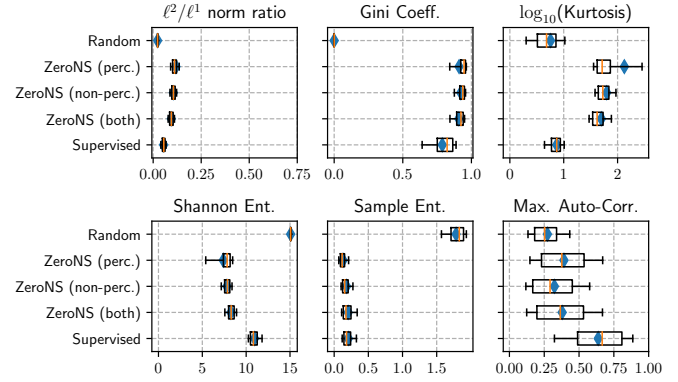 ℓ²/ℓ¹ norm ratio
Gini Coeff.
log₁₀(Kurtosis)
Random
ZeroNS (perc.)
ZeroNS (non-perc.)
ZeroNS (both)
Supervised
0.00 0.25 0.50 0.75
0.0 0.5 1.0
0 1 2
Shannon Ent.
Sample Ent.
Max. Auto-Corr.
Random
ZeroNS (perc.)
ZeroNS (non-perc.)
ZeroNS (both)
Supervised
0 5 10 15
0.0 0.5 1.0 1.5
0.00 0.25 0.50 0.75 1.00